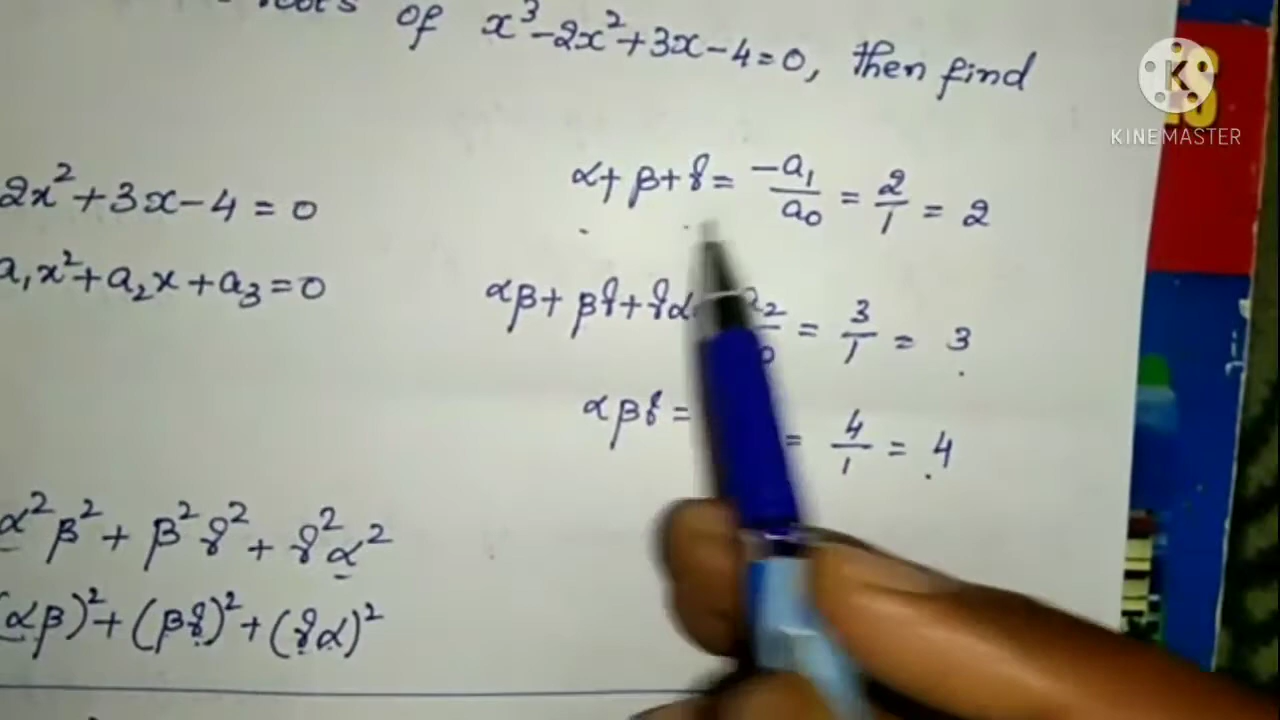 of x³-2x²+3x-4=0, then find
2x²+3x-4=0
a₁x²+a₂x+a₃=0
α+β+γ= -a₁/a₀ = 2/1 = 2
αβ+βγ+γα = 3/1 = 3
αβγ= = 4/1 = 4
α²β²+β²γ²+γ²α²
(αβ)²+(βγ)²+(γα)²
K
KINEMASTER